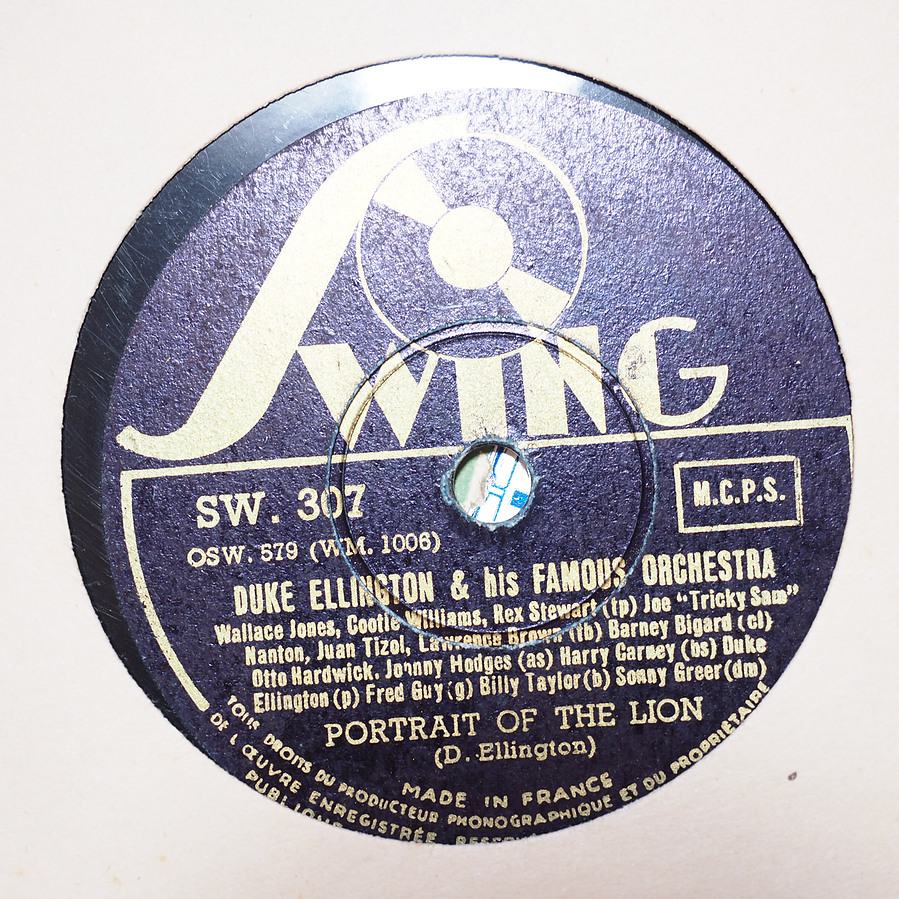 SWING
SW. 307
M.C.P.S.
OSW. 579 (WM. 1006)
DUKE ELLINGTON & his FAMOUS ORCHESTRA
Wallace Jones, Cootie Williams, Rex Stewart (tp) Joe "Tricky Sam"
Nanton, Juan Tizol, Lawrence Brown (tb) Barney Bigard (cl)
Otto Hardwick, Johnny Hodges (as) Harry Carney (bs) Duke
Ellington (p) Fred Guy (g) Billy Taylor (b) Sonny Greer (dm)
PORTRAIT OF THE LION
(D. Ellington)
MADE IN FRANCE
TOUS DROITS DU PRODUCTEUR PHONOGRAPHIQUE ET DU PROPRIÉTAIRE
DE L'ŒUVRE ENREGISTRÉE